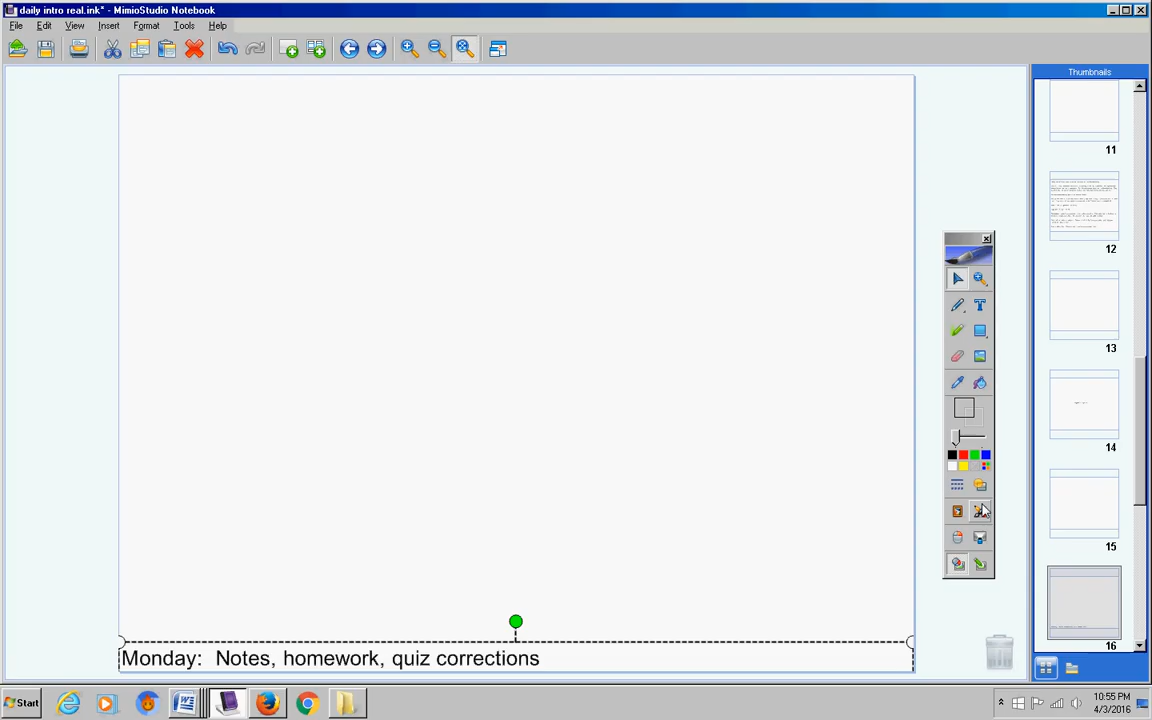 daily intro real.ink* - MimioStudio Notebook
File Edit View Insert Format Tools Help
Thumbnails
11
12
13
14
15
16
Monday: Notes, homework, quiz corrections
Start
10:55 PM
4/3/2016